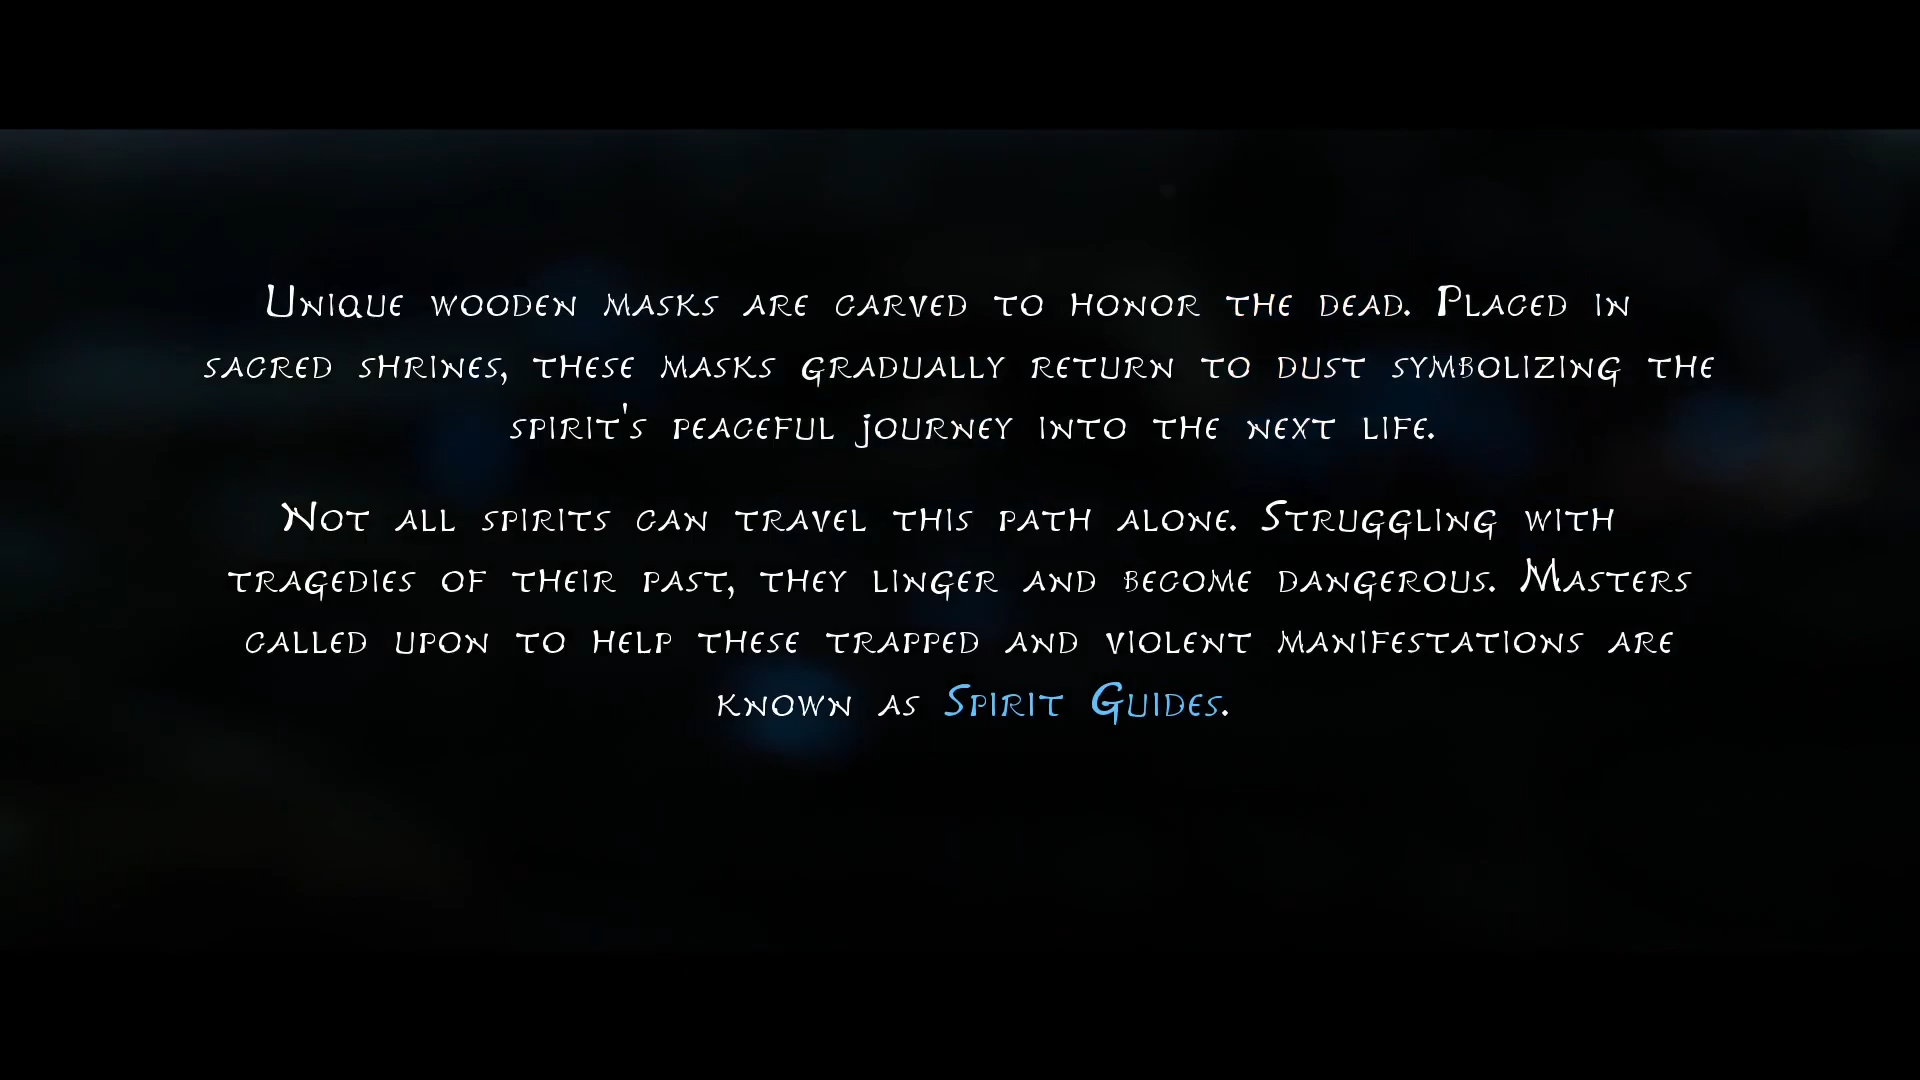 Unique wooden masks are carved to honor the dead. Placed in
sacred shrines, these masks gradually return to dust symbolizing the
spirit's peaceful journey into the next life.
Not all spirits can travel this path alone. Struggling with
tragedies of their past, they linger and become dangerous. Masters
called upon to help these trapped and violent manifestations are
known as Spirit Guides.